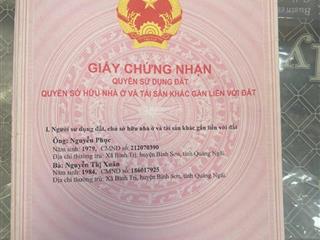 GIẤY CHỨNG NHẬN
QUYỀN SỬ DỤNG ĐẤT
QUYỀN SỞ HỮU NHÀ Ở VÀ TÀI SẢN KHÁC GẮN LIỀN VỚI ĐẤT
I. Người sử dụng đất, chủ sở hữu nhà ở và tài sản khác gắn liền với đất
Ông: Nguyễn Phục
Năm sinh: 1979, CMND số: 212070390
Địa chỉ thường trú: Xã Bình Trị, huyện Bình Sơn, tỉnh Quảng Ngãi.
Bà: Nguyễn Thị Xuân
Năm sinh: 1984, CMND số: 186017925
Địa chỉ thường trú: Xã Bình Trị, huyện Bình Sơn, tỉnh Quảng Ngãi.